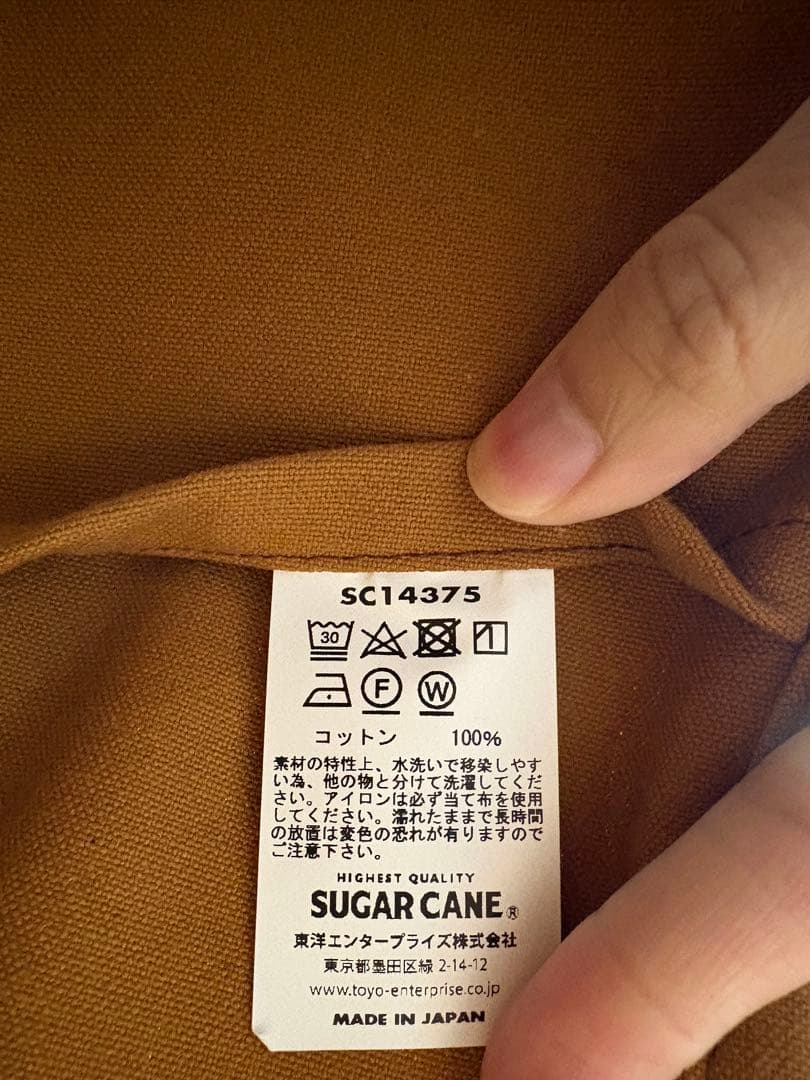 SC14375
30
F W
コットン 100%
素材の特性上、水洗いで移染しやす
い為、他の物と分けて洗濯してくだ
さい。アイロンは必ず当て布を使用
してください。濡れたままで長時間
の放置は変色の恐れが有りますので
ご注意下さい。
HIGHEST QUALITY
SUGAR CANE®
東洋エンタープライズ株式会社
東京都墨田区緑 2-14-12
www.toyo-enterprise.co.jp
MADE IN JAPAN